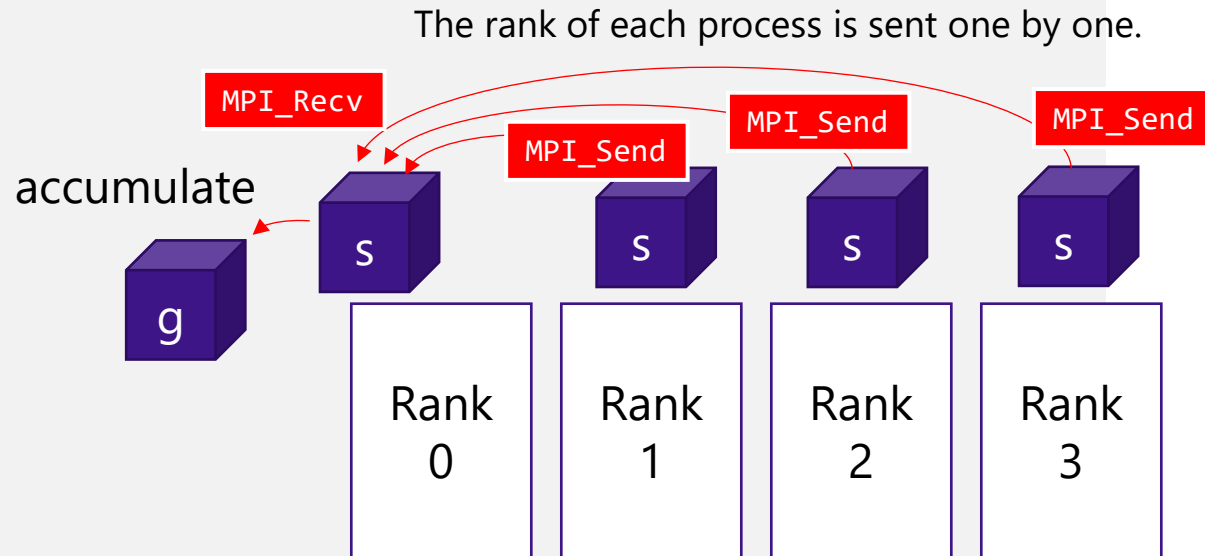 The rank of each process is sent one by one.
MPI_Recv
MPI_Send
MPI_Send
MPI_Send
accumulate
s
s
s
s
g
Rank
0
Rank
1
Rank
2
Rank
3